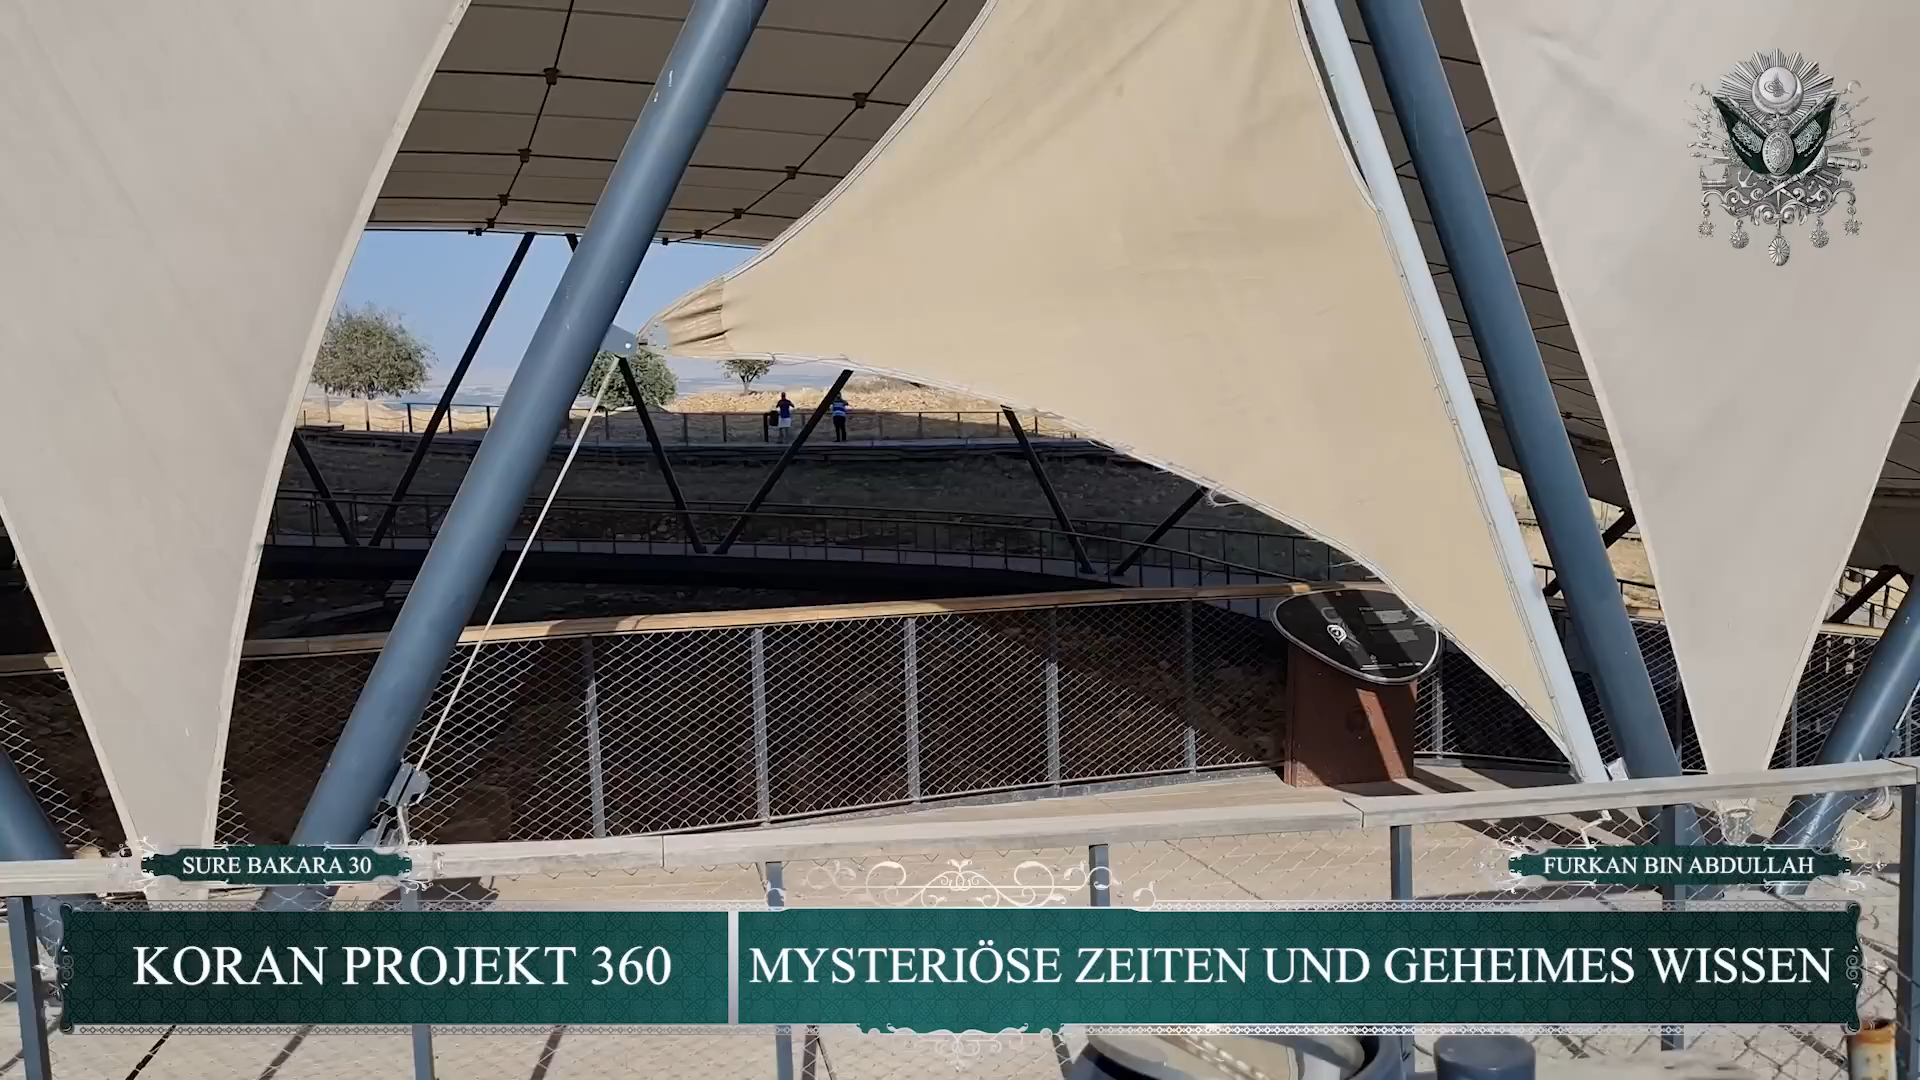 SURE BAKARA 30
FURKAN BIN ABDULLAH
KORAN PROJEKT 360
MYSTERIÖSE ZEITEN UND GEHEIMES WISSEN